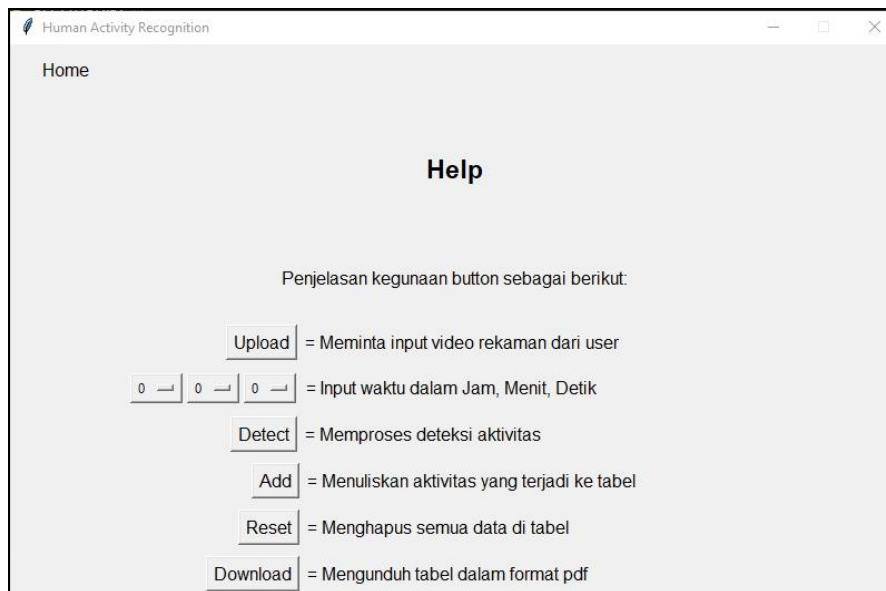 Human Activity Recognition
Home
Help
Penjelasan kegunaan button sebagai berikut:
Upload = Meminta input video rekaman dari user
0 0 0 = Input waktu dalam Jam, Menit, Detik
Detect = Memproses deteksi aktivitas
Add = Menuliskan aktivitas yang terjadi ke tabel
Reset = Menghapus semua data di tabel
Download = Mengunduh tabel dalam format pdf